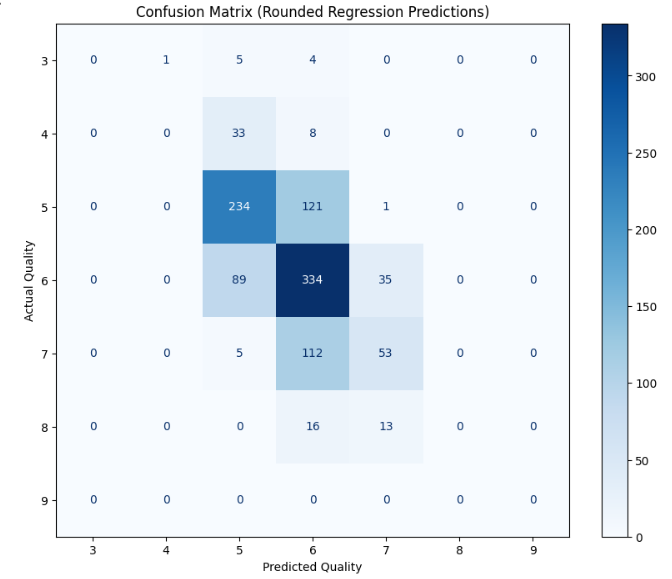 Confusion Matrix (Rounded Regression Predictions)
3 0 1 5 4 0 0 0
4 0 0 33 8 0 0 0
5 0 0 234 121 1 0 0
6 0 0 89 334 35 0 0
7 0 0 5 112 53 0 0
8 0 0 0 16 13 0 0
9 0 0 0 0 0 0 0
3 4 5 6 7 8 9
Predicted Quality
Actual Quality
300
250
200
150
100
50
0